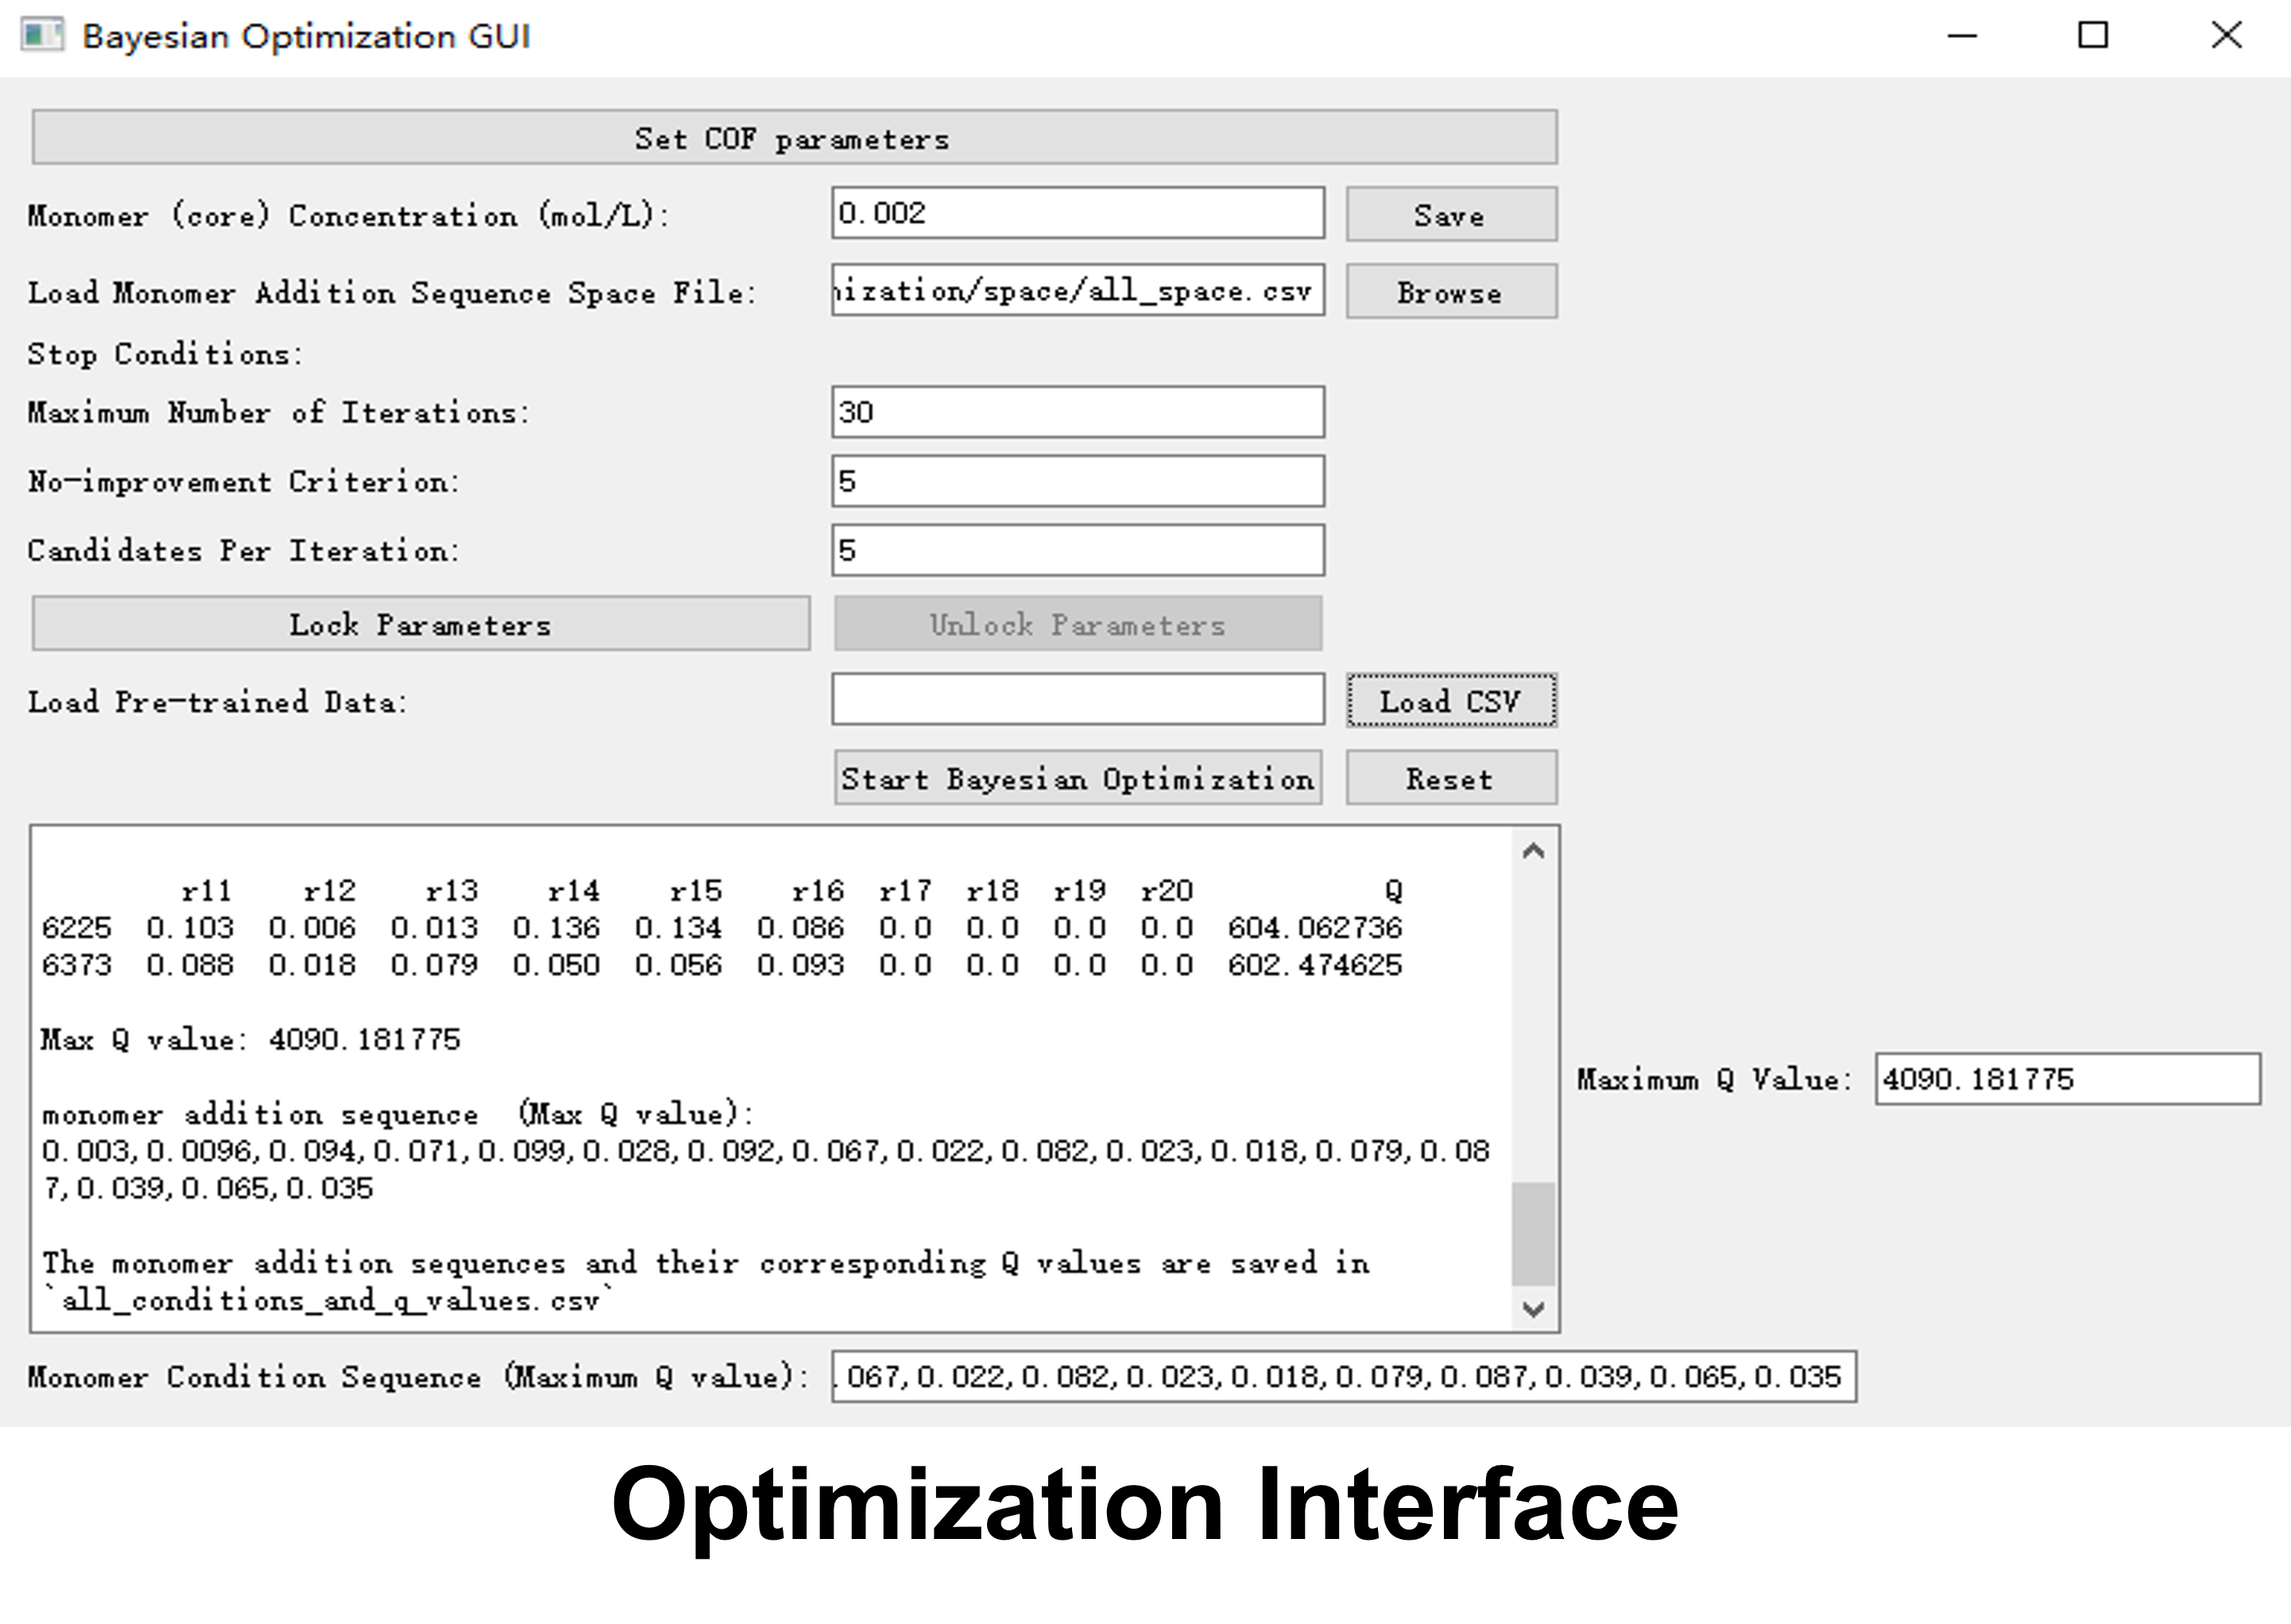 Bayesian Optimization GUI
Set COF parameters
Monomer (core) Concentration (mol/L): 0.002 Save
Load Monomer Addition Sequence Space File: ization/space/all_space.csv Browse
Stop Conditions:
Maximum Number of Iterations: 30
No-improvement Criterion: 5
Candidates Per Iteration: 5
Lock Parameters Unlock Parameters
Load Pre-trained Data: Load CSV
Start Bayesian Optimization Reset
r11 r12 r13 r14 r15 r16 r17 r18 r19 r20 Q
6225 0.103 0.006 0.013 0.136 0.134 0.086 0.0 0.0 0.0 0.0 604.062736
6373 0.088 0.018 0.079 0.050 0.056 0.093 0.0 0.0 0.0 0.0 602.474625
Max Q value: 4090.181775
monomer addition sequence (Max Q value):
0.003,0.0096,0.094,0.071,0.099,0.028,0.092,0.067,0.022,0.082,0.023,0.018,0.079,0.08
7,0.039,0.065,0.035
The monomer addition sequences and their corresponding Q values are saved in
`all_conditions_and_q_values.csv`
Maximum Q Value: 4090.181775
Monomer Condition Sequence (Maximum Q value): .067,0.022,0.082,0.023,0.018,0.079,0.087,0.039,0.065,0.035
Optimization Interface